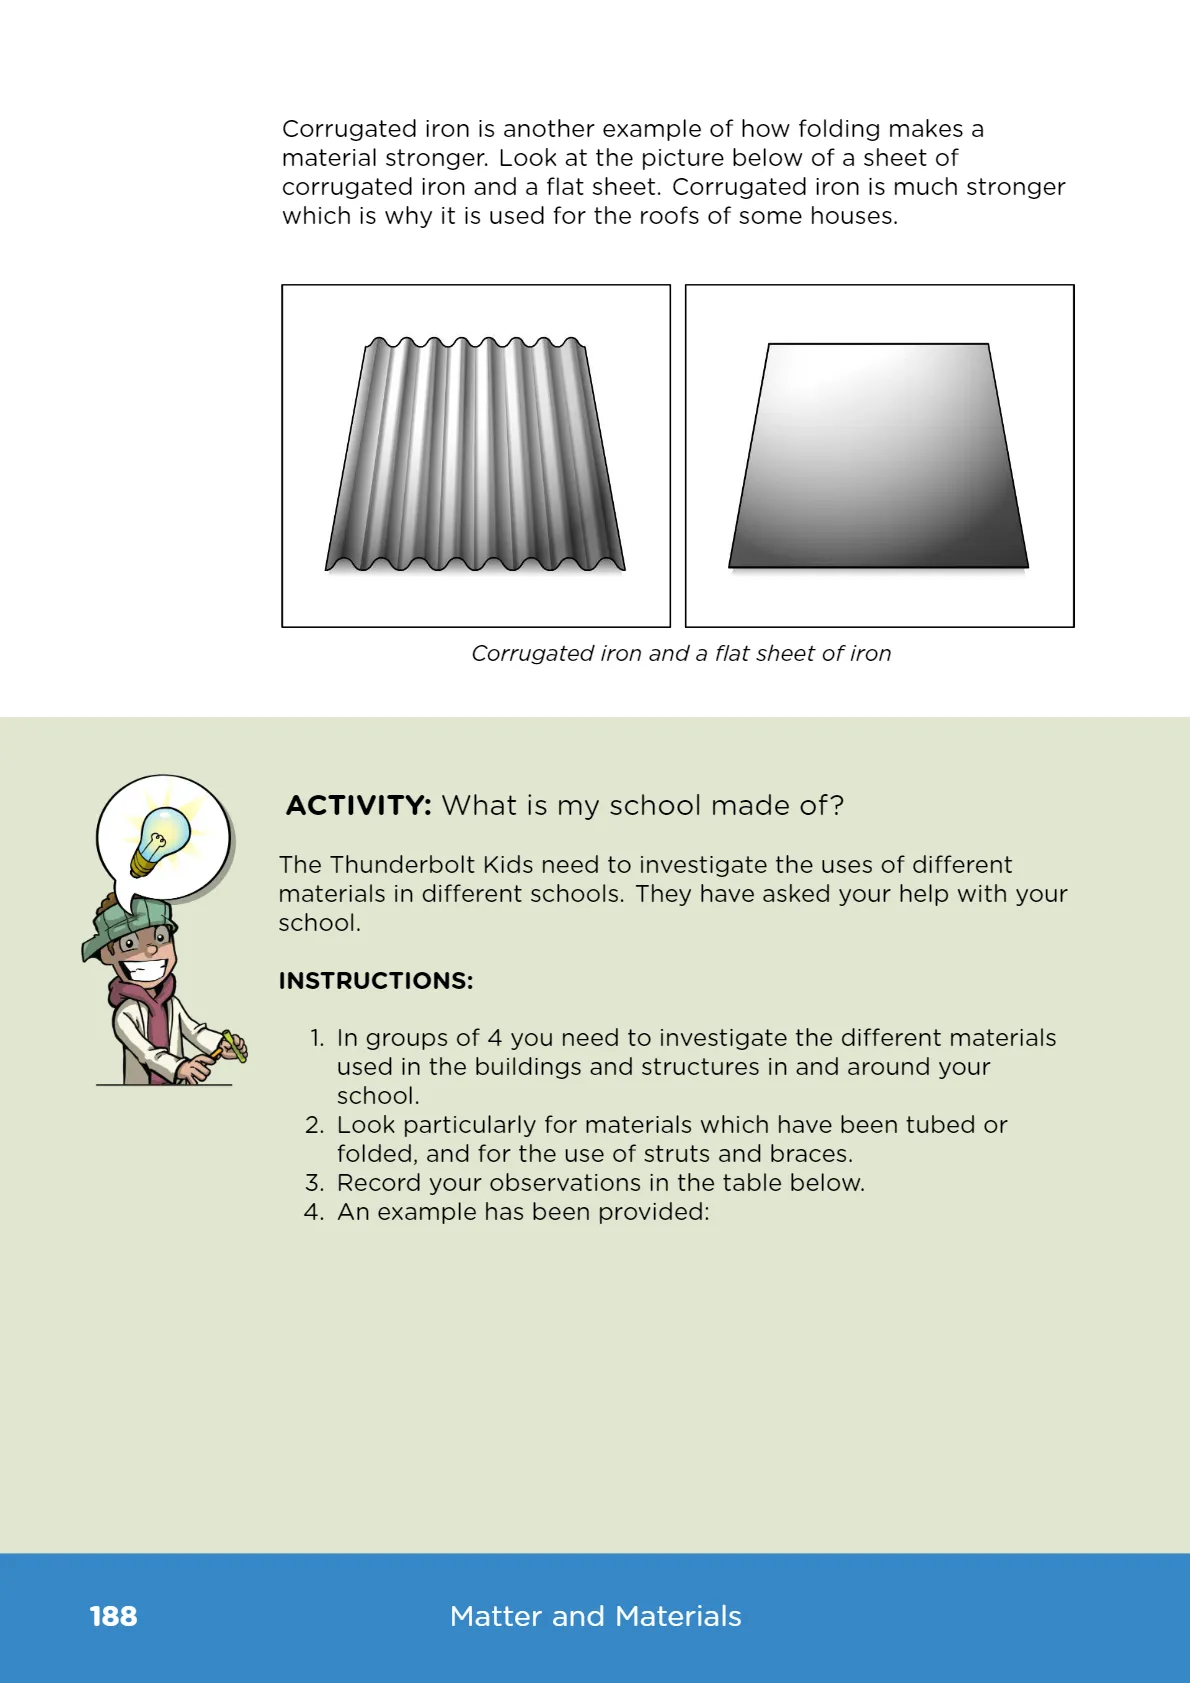 Corrugated iron is another example of how folding makes a
material stronger. Look at the picture below of a sheet of
corrugated iron and a flat sheet. Corrugated iron is much stronger
which is why it is used for the roofs of some houses.
Corrugated iron and a flat sheet of iron
ACTIVITY: What is my school made of?
The Thunderbolt Kids need to investigate the uses of different
materials in different schools. They have asked your help with your
school.
INSTRUCTIONS:
1. In groups of 4 you need to investigate the different materials
used in the buildings and structures in and around your
school.
2. Look particularly for materials which have been tubed or
folded, and for the use of struts and braces.
3. Record your observations in the table below.
4. An example has been provided:
188
Matter and Materials